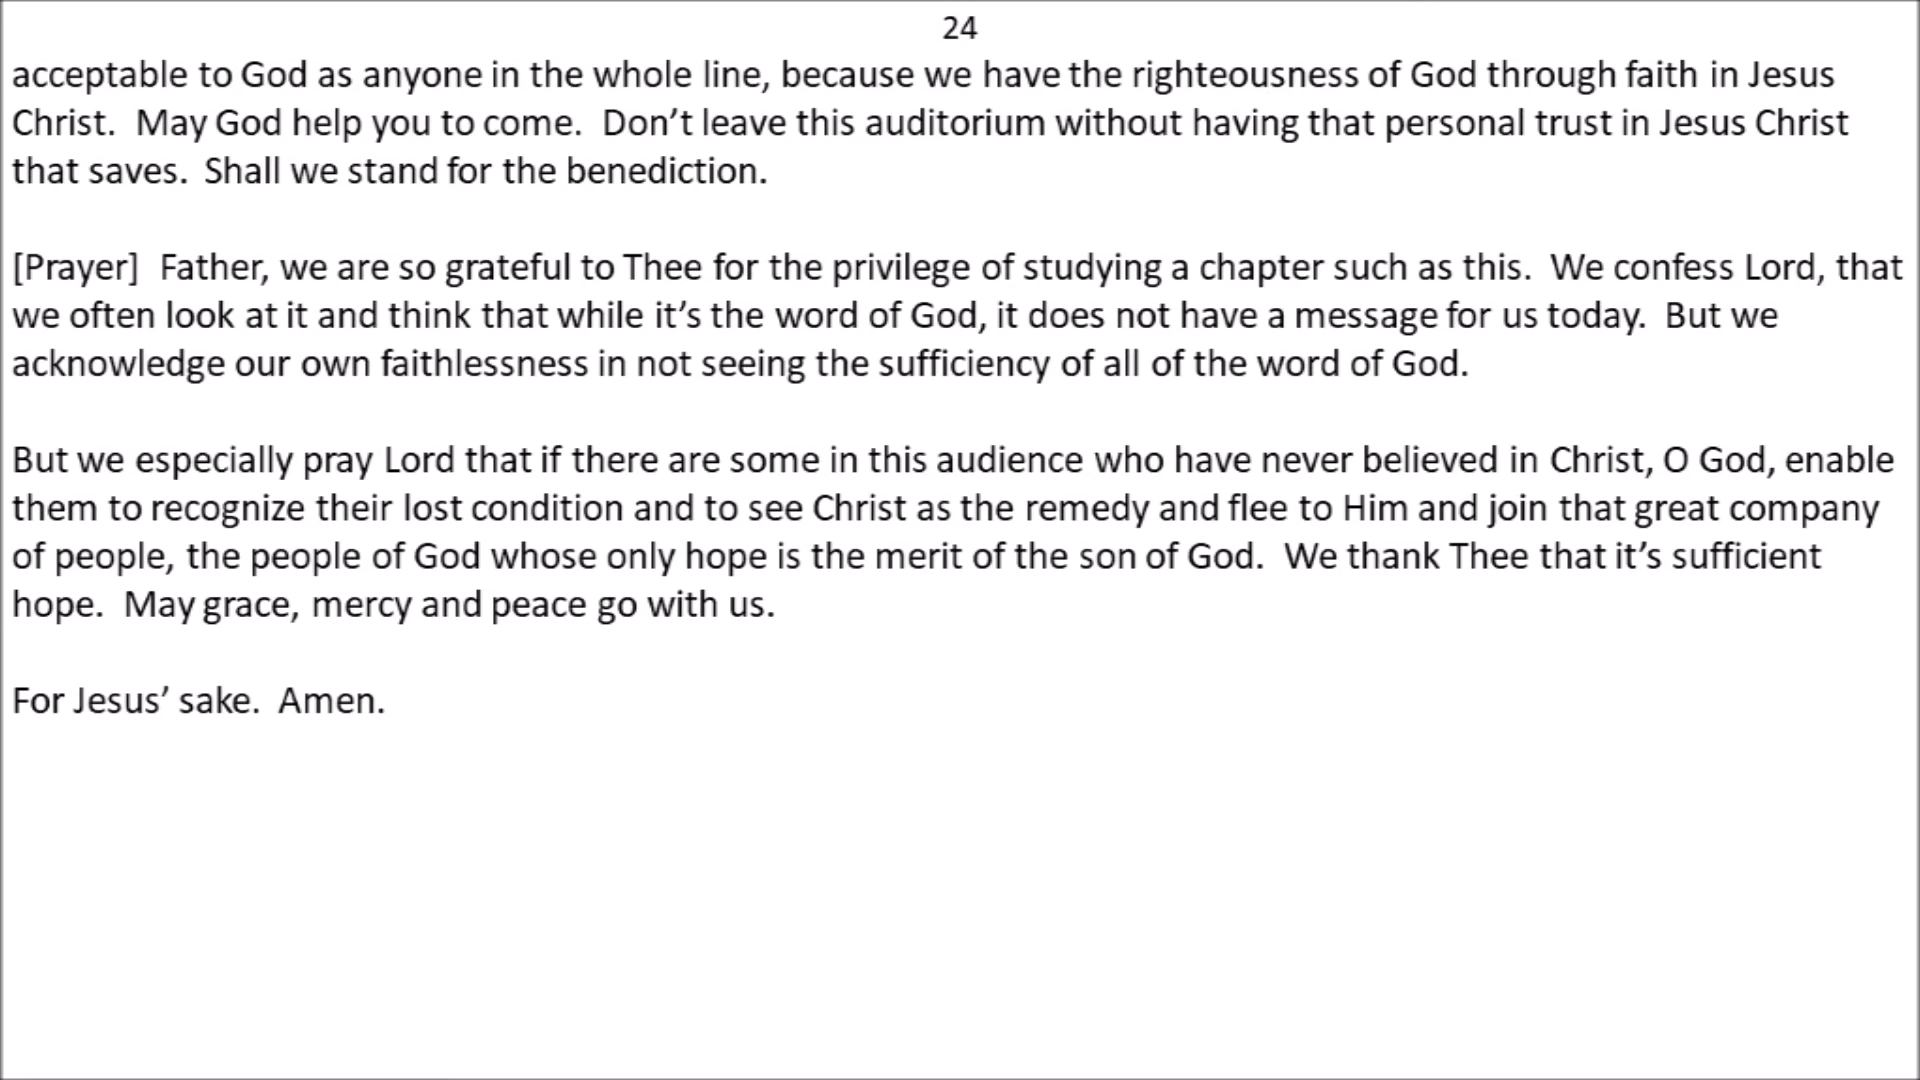 24
acceptable to God as anyone in the whole line, because we have the righteousness of God through faith in Jesus
Christ.  May God help you to come.  Don’t leave this auditorium without having that personal trust in Jesus Christ
that saves.  Shall we stand for the benediction.
[Prayer]  Father, we are so grateful to Thee for the privilege of studying a chapter such as this.  We confess Lord, that
we often look at it and think that while it’s the word of God, it does not have a message for us today.  But we
acknowledge our own faithlessness in not seeing the sufficiency of all of the word of God.
But we especially pray Lord that if there are some in this audience who have never believed in Christ, O God, enable
them to recognize their lost condition and to see Christ as the remedy and flee to Him and join that great company
of people, the people of God whose only hope is the merit of the son of God.  We thank Thee that it’s sufficient
hope.  May grace, mercy and peace go with us.
For Jesus’ sake.  Amen.